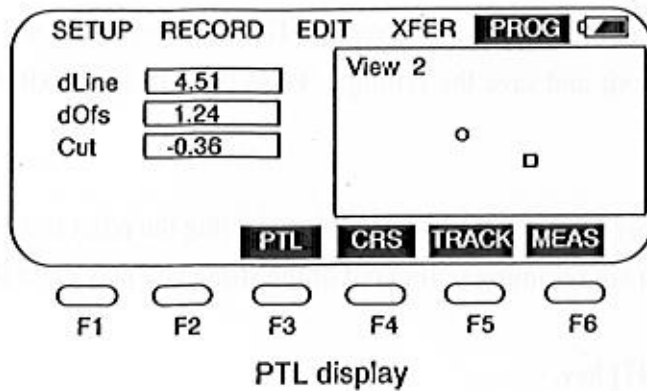 SETUP RECORD EDIT XFER PROG
dLine 4.51
dOfs 1.24
Cut -0.36
View 2
PTL CRS TRACK MEAS
F1 F2 F3 F4 F5 F6
PTL display